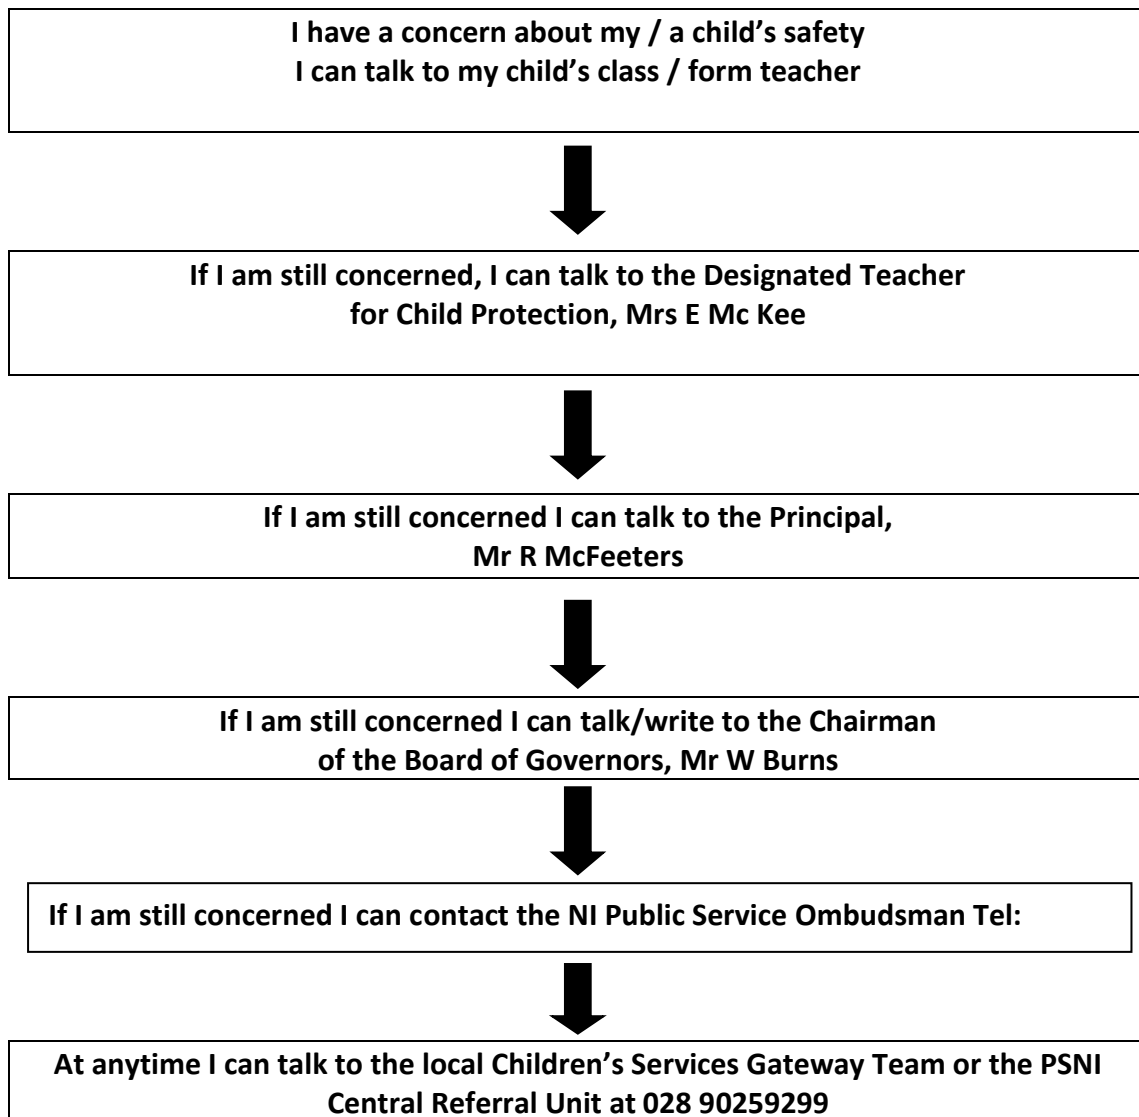 I have a concern about my / a child’s safety
I can talk to my child’s class / form teacher
If I am still concerned, I can talk to the Designated Teacher
for Child Protection, Mrs E Mc Kee
If I am still concerned I can talk to the Principal,
Mr R McFeeters
If I am still concerned I can talk/write to the Chairman
of the Board of Governors, Mr W Burns
If I am still concerned I can contact the NI Public Service Ombudsman Tel:
At anytime I can talk to the local Children’s Services Gateway Team or the PSNI
Central Referral Unit at 028 90259299